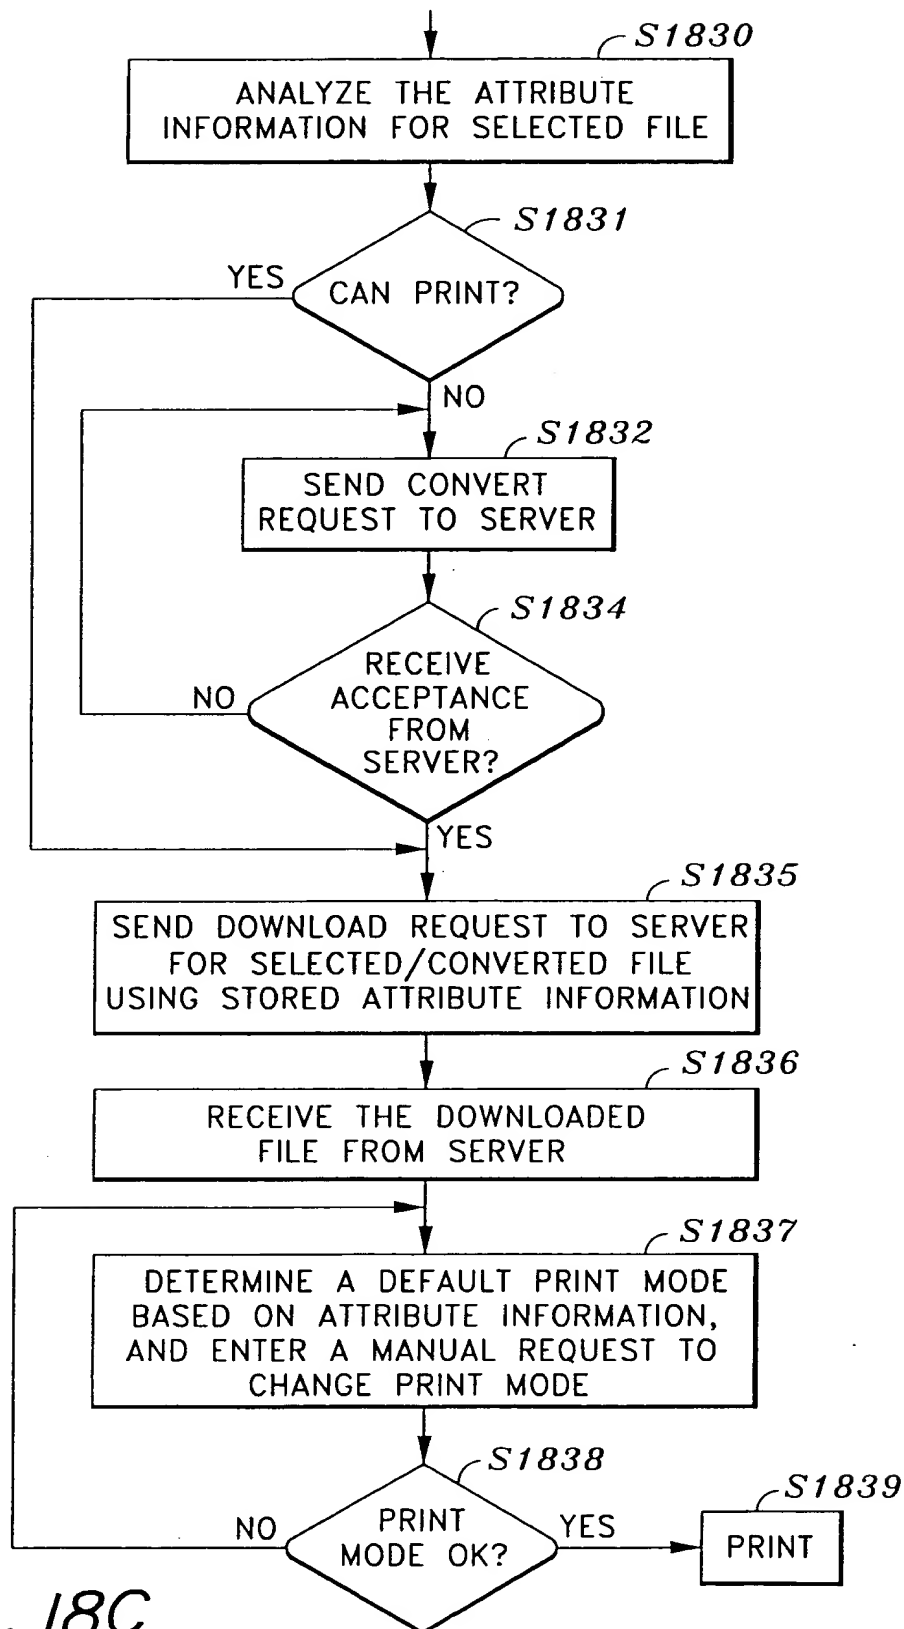 S1830
ANALYZE THE ATTRIBUTE
INFORMATION FOR SELECTED FILE
S1831
YES
CAN PRINT?
NO
S1832
SEND CONVERT
REQUEST TO SERVER
S1834
RECEIVE
ACCEPTANCE
FROM
SERVER?
NO
YES
S1835
SEND DOWNLOAD REQUEST TO SERVER
FOR SELECTED/CONVERTED FILE
USING STORED ATTRIBUTE INFORMATION
S1836
RECEIVE THE DOWNLOADED
FILE FROM SERVER
S1837
DETERMINE A DEFAULT PRINT MODE
BASED ON ATTRIBUTE INFORMATION,
AND ENTER A MANUAL REQUEST TO
CHANGE PRINT MODE
S1838
NO
PRINT
MODE OK?
YES
S1839
PRINT
18C